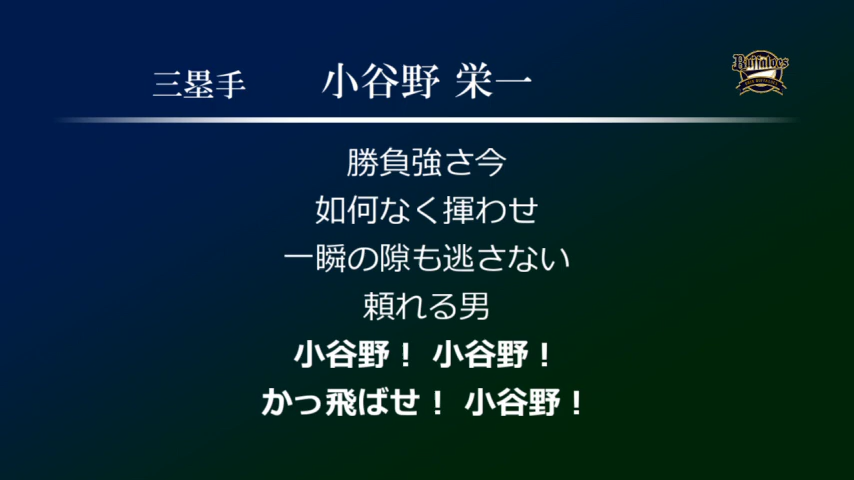 三塁手 小谷野 栄一
Buffaloes
勝負強さ今
如何なく揮わせ
一瞬の隙も逃さない
頼れる男
小谷野！ 小谷野！
かっ飛ばせ！ 小谷野！